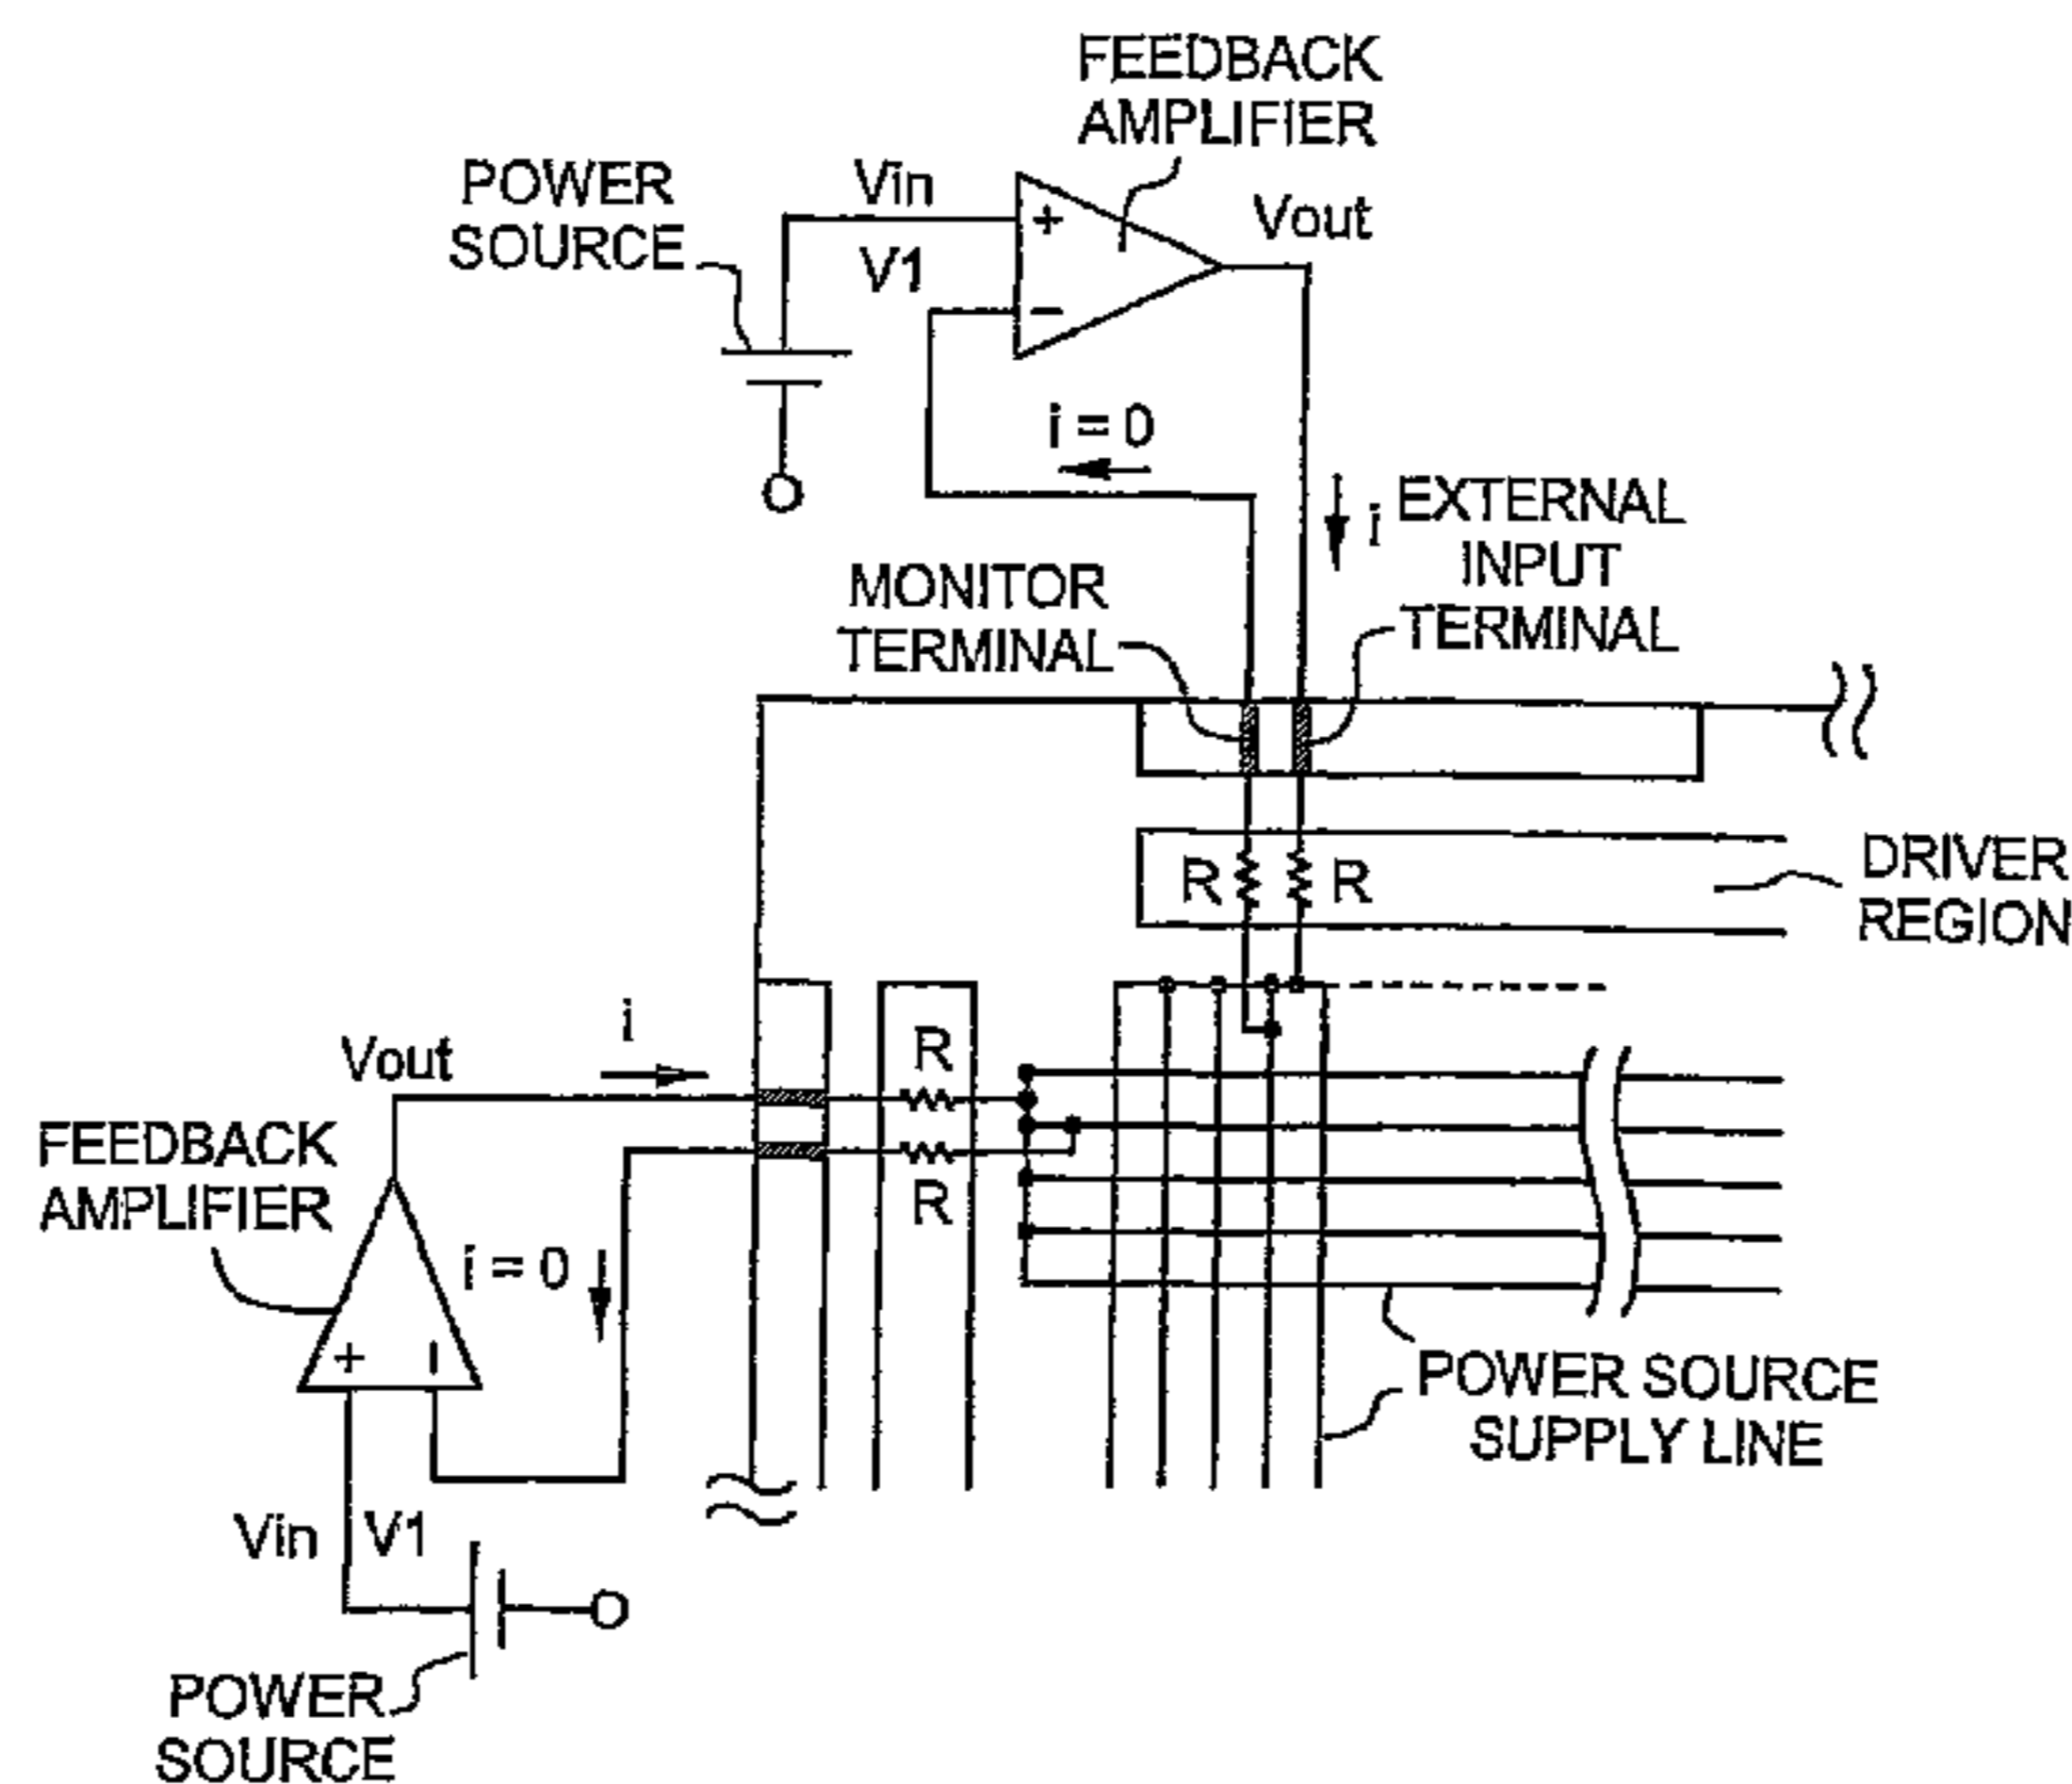 FEEDBACK
AMPLIFIER
POWER
SOURCE
Vin
V1
+
−
Vout
i = 0
i
EXTERNAL
INPUT
TERMINAL
MONITOR
TERMINAL
R
R
DRIVER
REGION
i
Vout
R
R
FEEDBACK
AMPLIFIER
i = 0
+
−
POWER SOURCE
SUPPLY LINE
Vin
V1
POWER
SOURCE